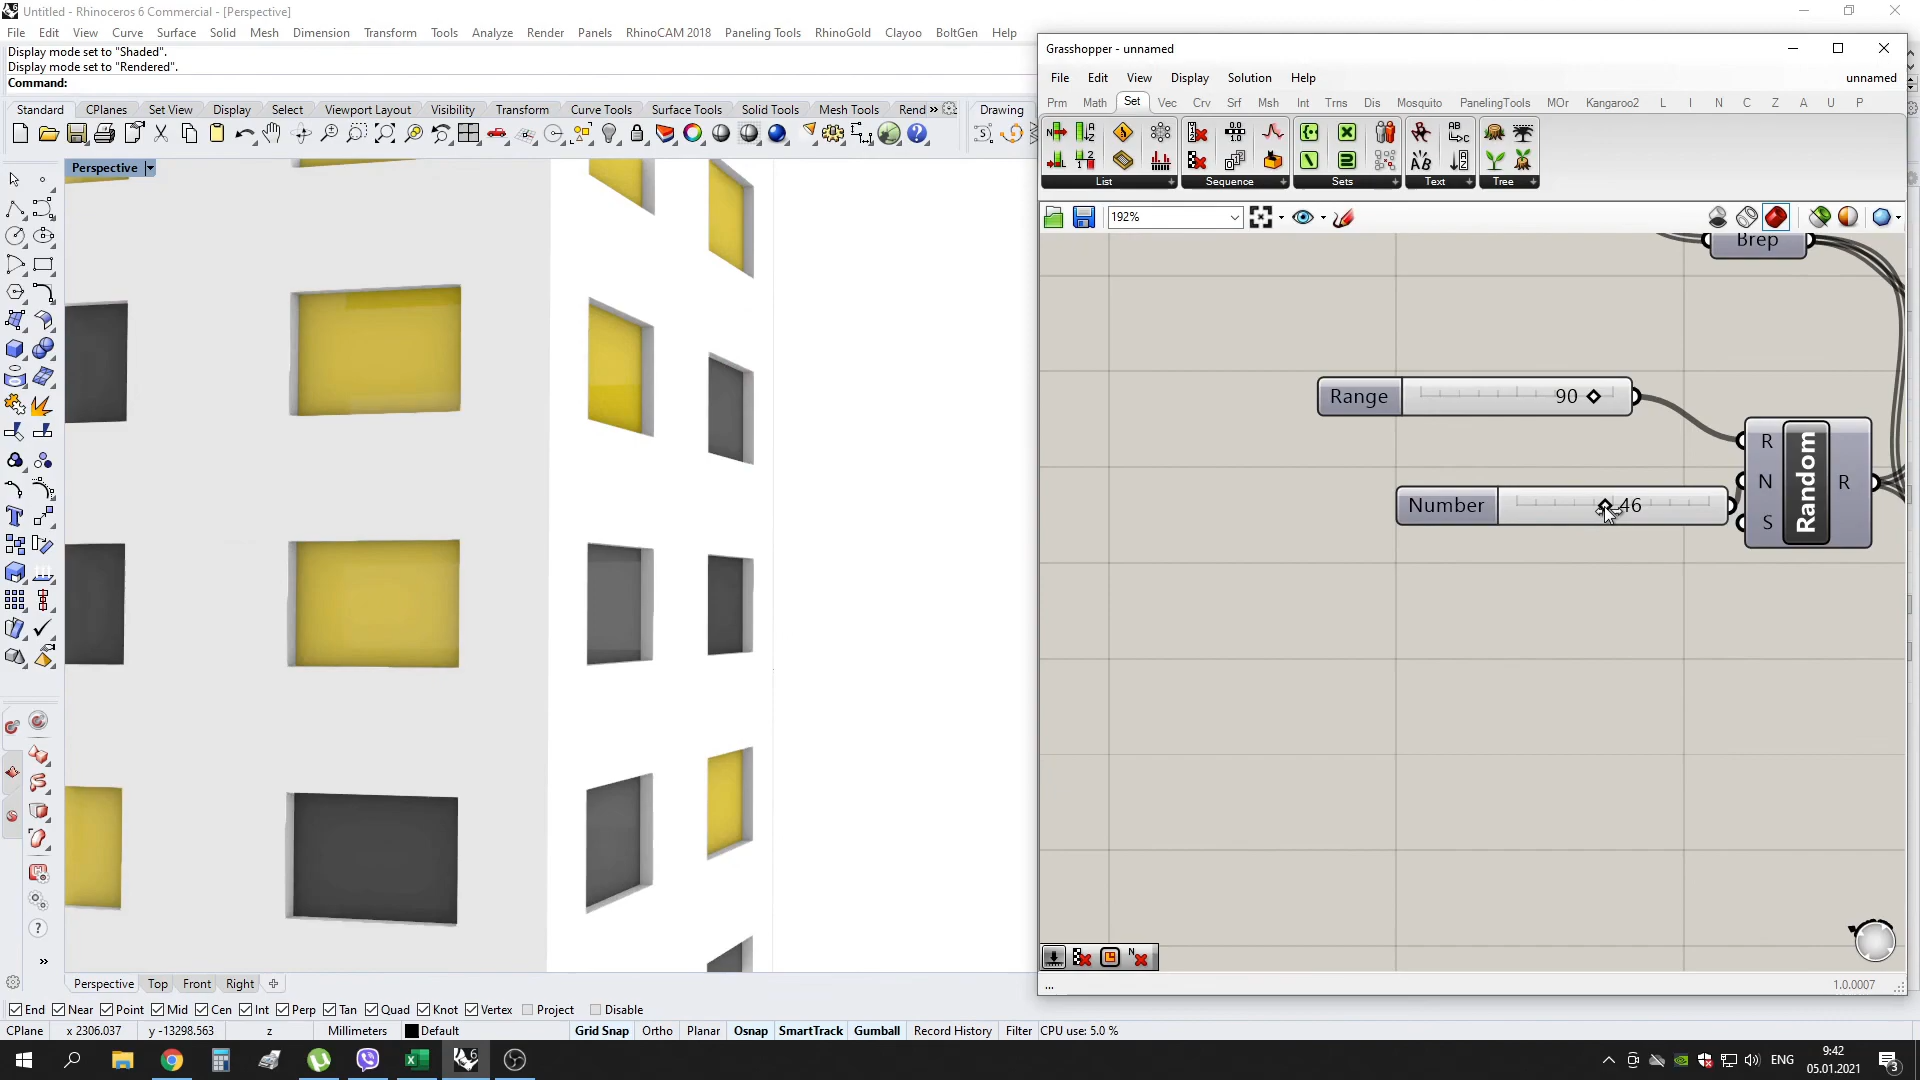 Untitled - Rhinoceros 6 Commercial - [Perspective]
File Edit View Curve Surface Solid Mesh Dimension Transform Tools Analyze Render Panels RhinoCAM 2018 Paneling Tools RhinoGold Clayoo BoltGen Help
Display mode set to "Shaded".
Display mode set to "Rendered".
Command:
Standard CPlanes Set View Display Select Viewport Layout Visibility Transform Curve Tools Surface Tools Solid Tools Mesh Tools Rend » Drawing
Perspective
Grasshopper - unnamed
File Edit View Display Solution Help unnamed
Prm Math Set Vec Crv Srf Msh Int Trns Dis Mosquito PanelingTools MOr Kangaroo2 L I N C Z A U P
List Sequence Sets Text Tree
192%
Brep
Range 90
R
Number 46
N
S
Random
R
...
1.0.0007
Perspective Top Front Right
End Near Point Mid Cen Int Perp Tan Quad Knot Vertex Project Disable
CPlane x 2306.037 y -13298.563 z Millimeters Default Grid Snap Ortho Planar Osnap SmartTrack Gumball Record History Filter CPU use: 5.0 %
ENG
9:42
05.01.2021
3